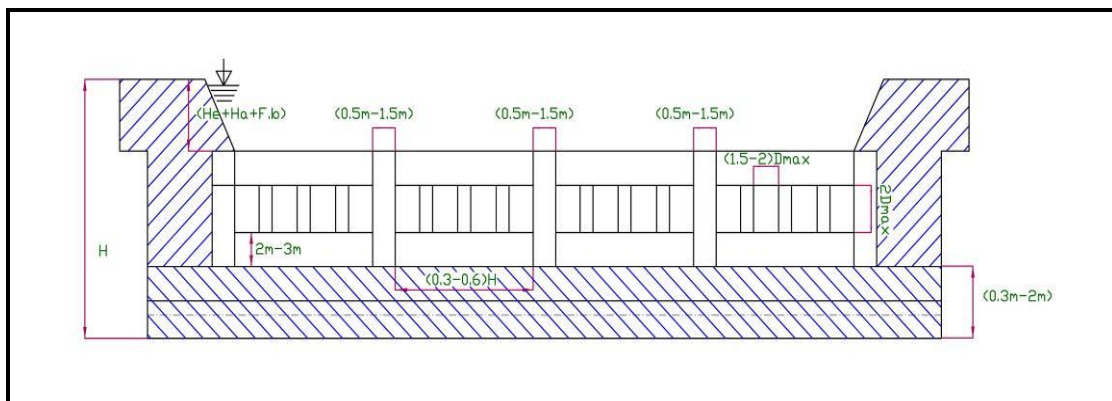 (He+Ha+F.b)
(0.5m-1.5m)
(0.5m-1.5m)
(0.5m-1.5m)
(1.5-2)Dmax
2Dmax
H
2m-3m
(0.3-0.6)H
(0.3m-2m)